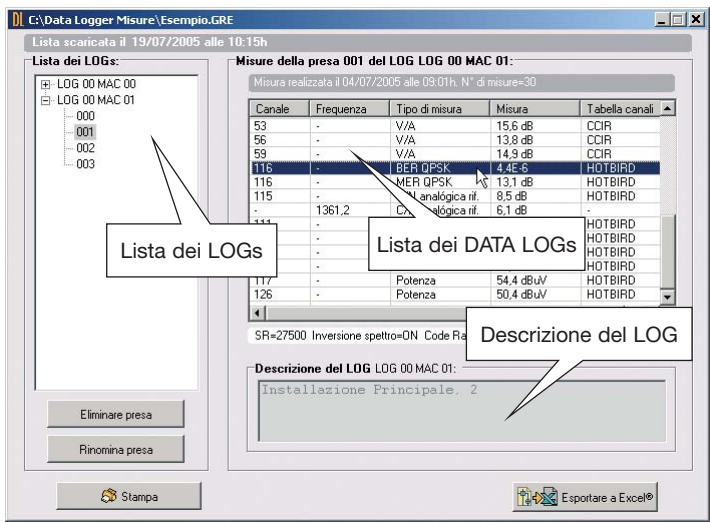 C:\Data Logger Misure\Esempio.GRE
Lista scaricata il 19/07/2005 alle 10:15h
Lista dei LOGs:
LOG 00 MAC 00
LOG 00 MAC 01
000
001
002
003
Eliminare presa
Rinomina presa
Stampa
Misure della presa 001 del LOG LOG 00 MAC 01:
Misura realizzata il 04/07/2005 alle 09:01h. N° di misure=30
Canale Frequenza Tipo di misura Misura Tabella canali
53 - V/A 15,6 dB CCIR
56 - V/A 13,8 dB CCIR
59 - V/A 14,9 dB CCIR
116 - BER QPSK 4,4E-6 HOTBIRD
116 - MER QPSK 13,1 dB HOTBIRD
115 - analógica rif. 8,5 dB HOTBIRD
- 1361,2 analógica rif. 6,1 dB -
111 - HOTBIRD
- HOTBIRD
- HOTBIRD
- HOTBIRD
117 - Potenza 54,4 dBuV HOTBIRD
126 - Potenza 50,4 dBuV HOTBIRD
SR=27500 Inversione spettro=ON Code
Descrizione del LOG LOG 00 MAC 01:
Installazione Principale, 2
Esportare a Excel®
Lista dei LOGs
Lista dei DATA LOGs
Descrizione del LOG